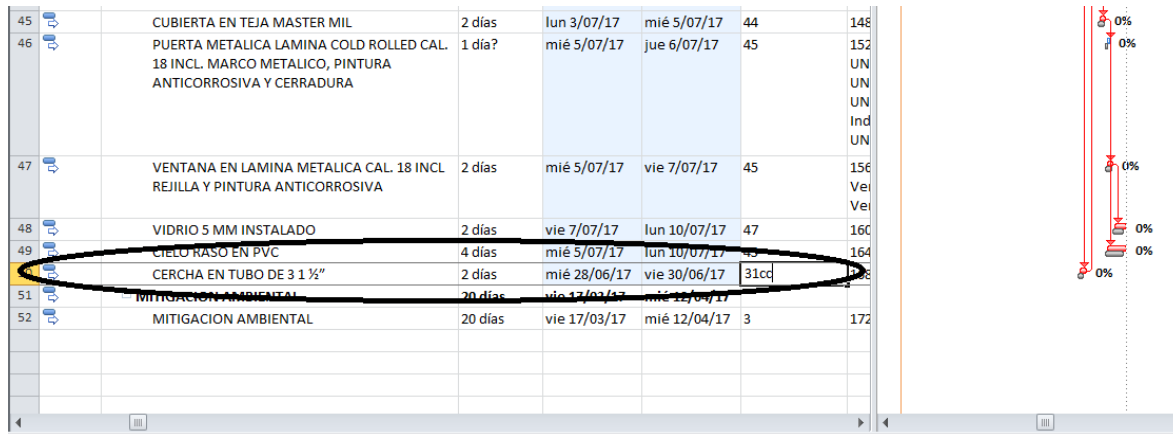 45 CUBIERTA EN TEJA MASTER MIL 2 días lun 3/07/17 mié 5/07/17 44 148 0%
46 PUERTA METALICA LAMINA COLD ROLLED CAL. 1 día? mié 5/07/17 jue 6/07/17 45 152 0%
18 INCL. MARCO METALICO, PINTURA UN
ANTICORROSIVA Y CERRADURA UN
UN
Ind
UN
47 VENTANA EN LAMINA METALICA CAL. 18 INCL 2 días mié 5/07/17 vie 7/07/17 45 156 0%
REJILLA Y PINTURA ANTICORROSIVA Ver
Ver
48 VIDRIO 5 MM INSTALADO 2 días vie 7/07/17 lun 10/07/17 47 160 0%
49 CIELO RASO EN PVC 4 días mié 5/07/17 lun 10/07/17 45 164 0%
CERCHA EN TUBO DE 3 1 ½” 2 días mié 28/06/17 vie 30/06/17 31cc 0%
51 MITIGACION AMBIENTAL 20 días vie 17/03/17 mié 12/04/17
52 MITIGACION AMBIENTAL 20 días vie 17/03/17 mié 12/04/17 3 172